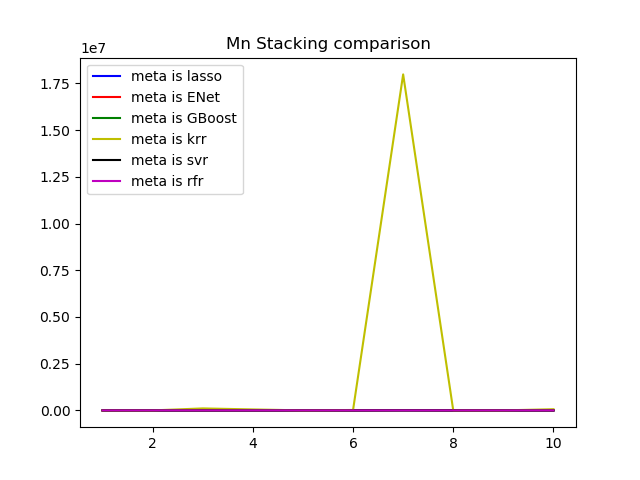 Mn Stacking comparison
1e7
meta is lasso
meta is ENet
meta is GBoost
meta is krr
meta is svr
meta is rfr
1.75
1.50
1.25
1.00
0.75
0.50
0.25
0.00
2 4 6 8 10